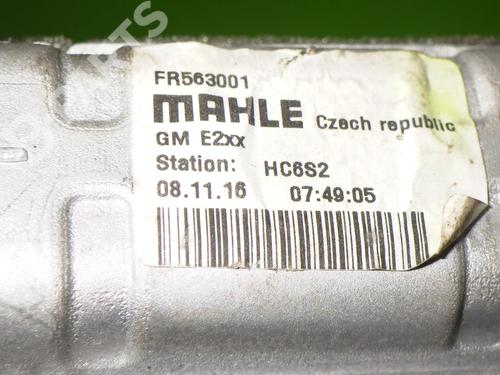 FR563001
MAHLE Czech republic
GM E2xx
Station: HC6S2
08.11.16 07:49:05